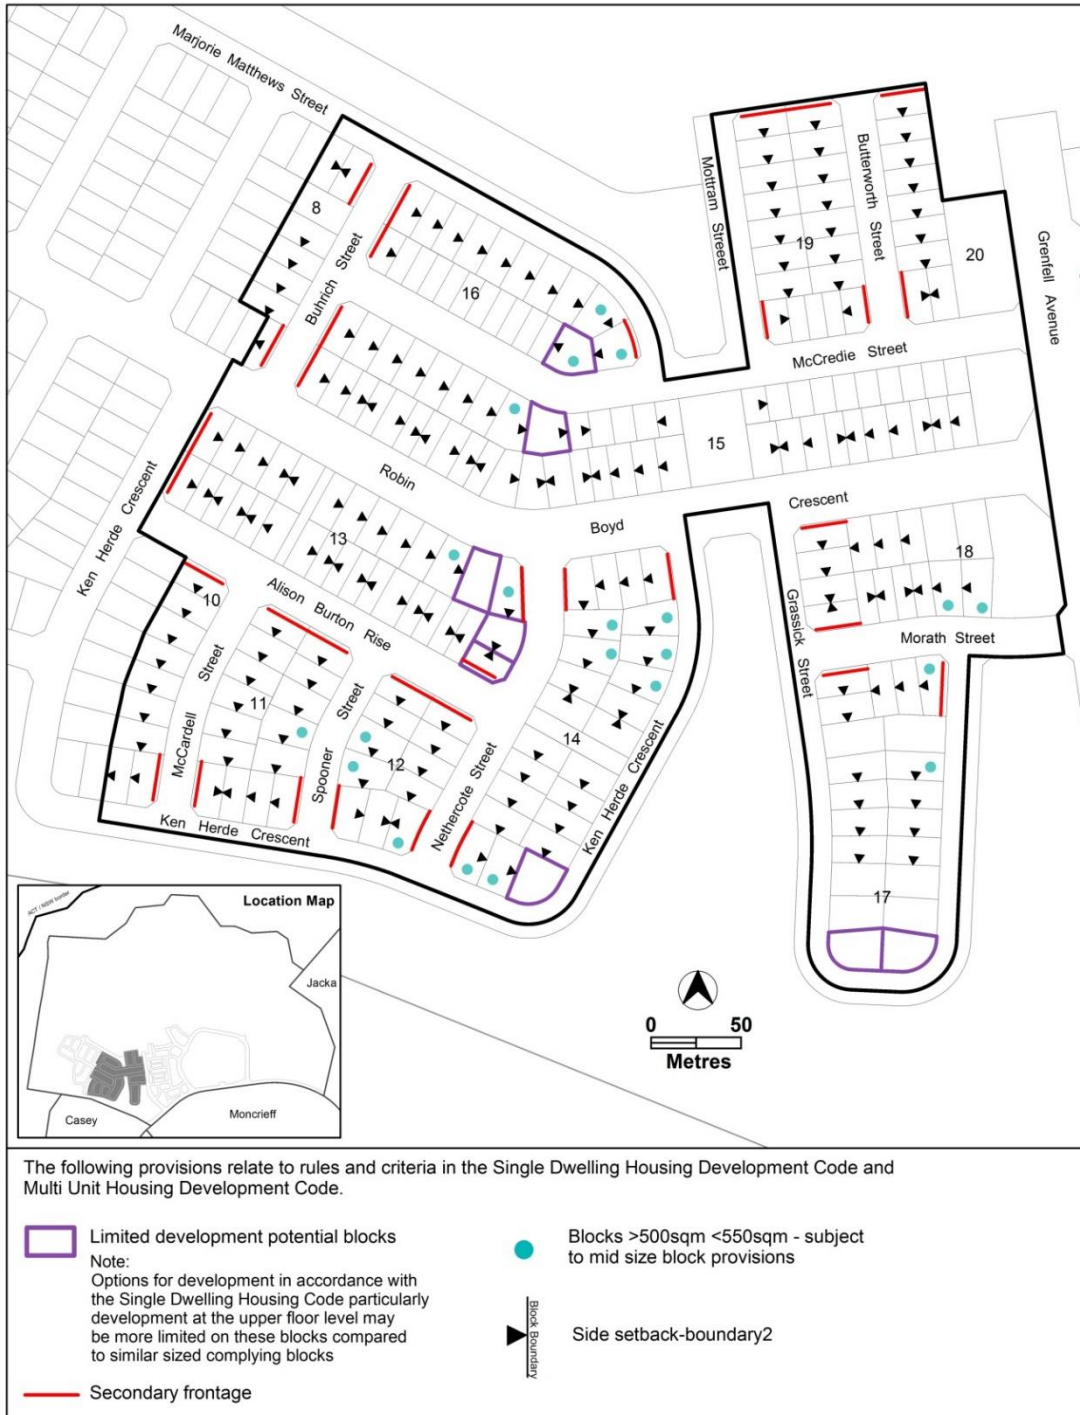 Marjorie Matthews Street
8
Buhrich Street
16
Mottram Streeet
19
Butterworth Street
20
Grenfell Avenue
McCredie Street
15
Robin
Boyd
Crescent
Ken Herde Crescent
13
Alison Burton Rise
10
Street
McCardell
11
Street
Spooner
12
Nethercote Street
14
Ken Herde Crescent
Ken Herde Crescent
18
Grassick Street
Morath Street
17
Location Map
ACT / NSW border
Jacka
Casey
Moncrieff
0 50
Metres
The following provisions relate to rules and criteria in the Single Dwelling Housing Development Code and
Multi Unit Housing Development Code.
Limited development potential blocks
Note:
Options for development in accordance with
the Single Dwelling Housing Code particularly
development at the upper floor level may
be more limited on these blocks compared
to similar sized complying blocks
Secondary frontage
Blocks >500sqm <550sqm - subject
to mid size block provisions
Block Boundary
Side setback-boundary2